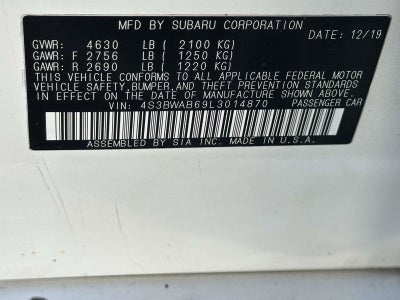 MFD BY SUBARU CORPORATION
DATE: 12/19
GVWR: 4630 LB ( 2100 KG)
GAWR: F 2756 LB ( 1250 KG)
GAWR: R 2690 LB ( 1220 KG)
THIS VEHICLE CONFORMS TO ALL APPLICABLE FEDERAL MOTOR
VEHICLE SAFETY, BUMPER, AND THEFT PREVENTION STANDARDS
IN EFFECT ON THE DATE OF MANUFACTURE SHOWN ABOVE.
VIN: 4S3BWAB69L3014870 PASSENGER CAR
ASSEMBLED BY SIA INC. MADE IN U.S.A.